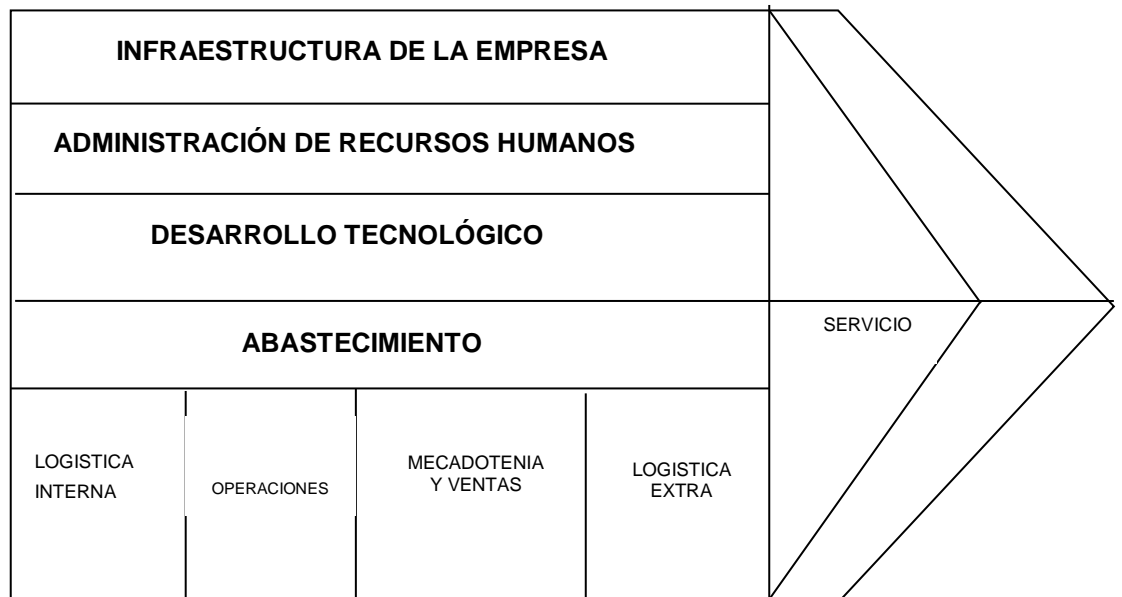 INFRAESTRUCTURA DE LA EMPRESA
ADMINISTRACIÓN DE RECURSOS HUMANOS
DESARROLLO TECNOLÓGICO
ABASTECIMIENTO
SERVICIO
LOGISTICA
INTERNA
OPERACIONES
MECADOTENIA
Y VENTAS
LOGISTICA
EXTRA